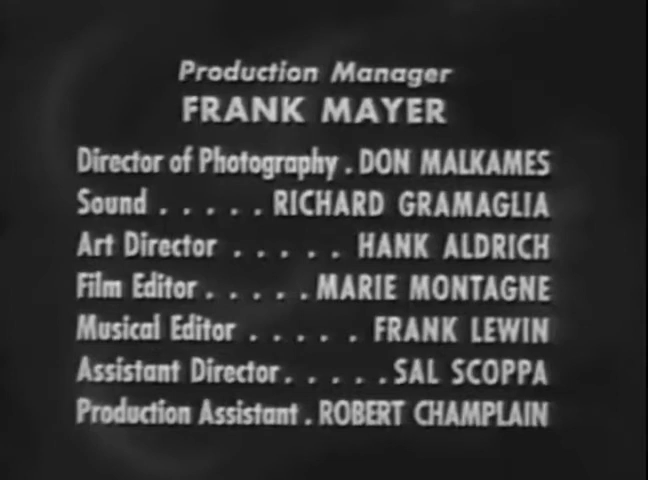 Production Manager
FRANK MAYER
Director of Photography . DON MALKAMES
Sound . . . . . RICHARD GRAMAGLIA
Art Director . . . . . HANK ALDRICH
Film Editor . . . . . MARIE MONTAGNE
Musical Editor . . . . . FRANK LEWIN
Assistant Director . . . . . SAL SCOPPA
Production Assistant . ROBERT CHAMPLAIN